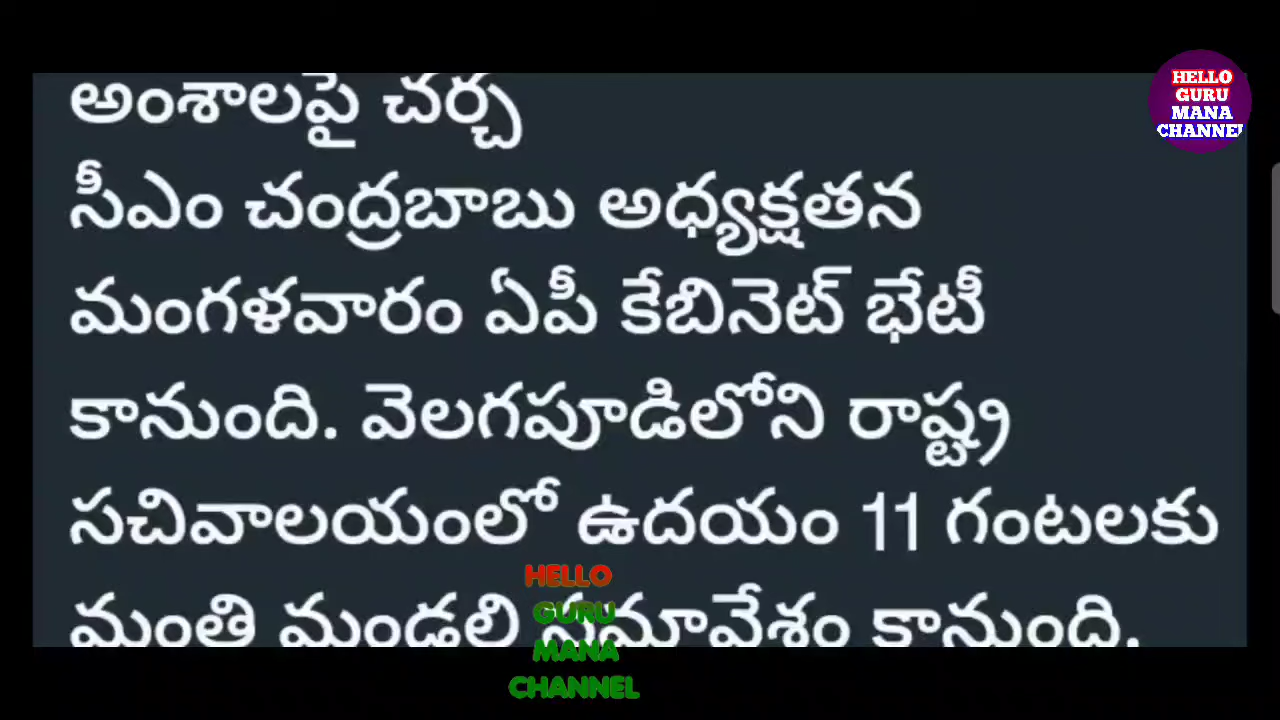 అంశాలపై చర్చ
సీఎం చంద్రబాబు అధ్యక్షతన
మంగళవారం ఏపీ కేబినెట్ భేటీ
కానుంది. వెలగపూడిలోని రాష్ట్ర
సచివాలయంలో ఉదయం 11 గంటలకు
మంత్రి మండలి సమావేశం కానుంది.
HELLO
GURU
MANA
CHANNEL
HELLO
GURU
MANA
CHANNEL